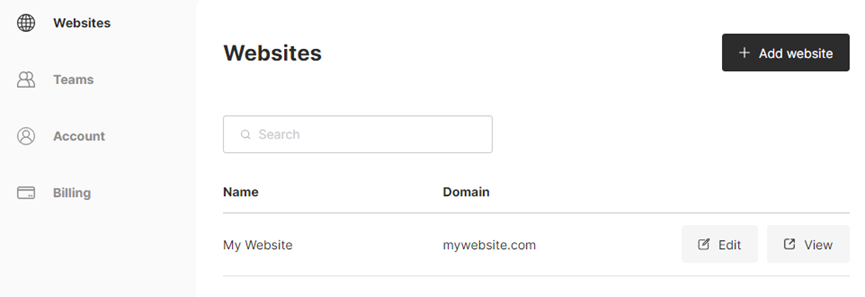 Websites
Teams
Account
Billing
Websites
Add website
Search
Name Domain
My Website mywebsite.com Edit View